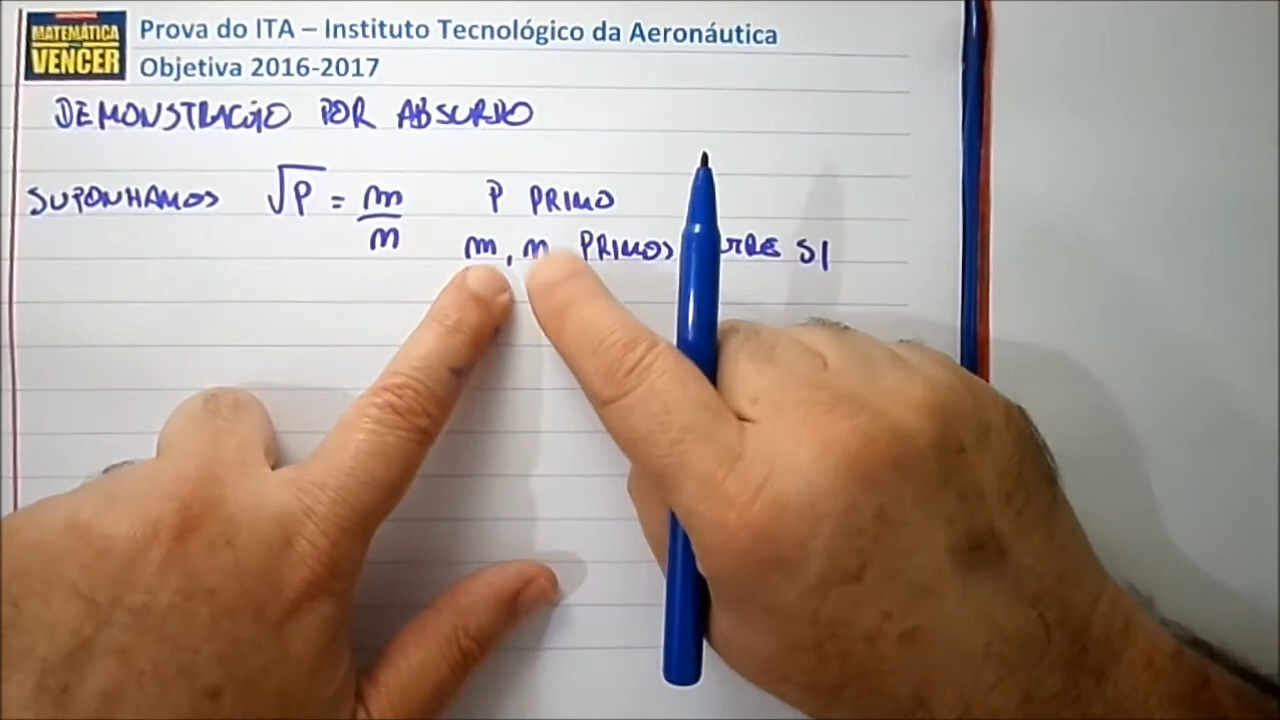 MATEMÁTICA
VENCER
Prova do ITA – Instituto Tecnológico da Aeronáutica
Objetiva 2016-2017
DEMONSTRAÇÃO POR ABSURDO
SUPONHAMOS √P = m/n P PRIMO
m, n PRIMOS SI